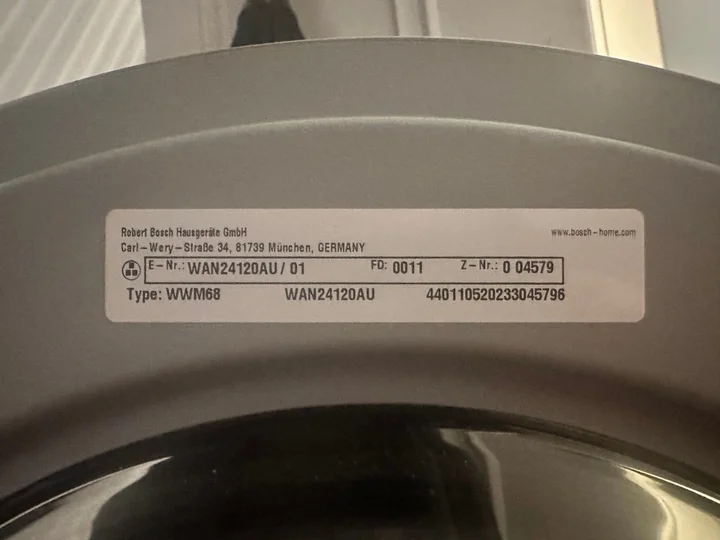 Robert Bosch Hausgeräte GmbH www.bosch-home.com
Carl-Wery-Straße 34, 81739 München, GERMANY
E-Nr.: WAN24120AU / 01 FD: 0011 Z-Nr.: 0 04579
Type: WWM68 WAN24120AU 440110520233045796